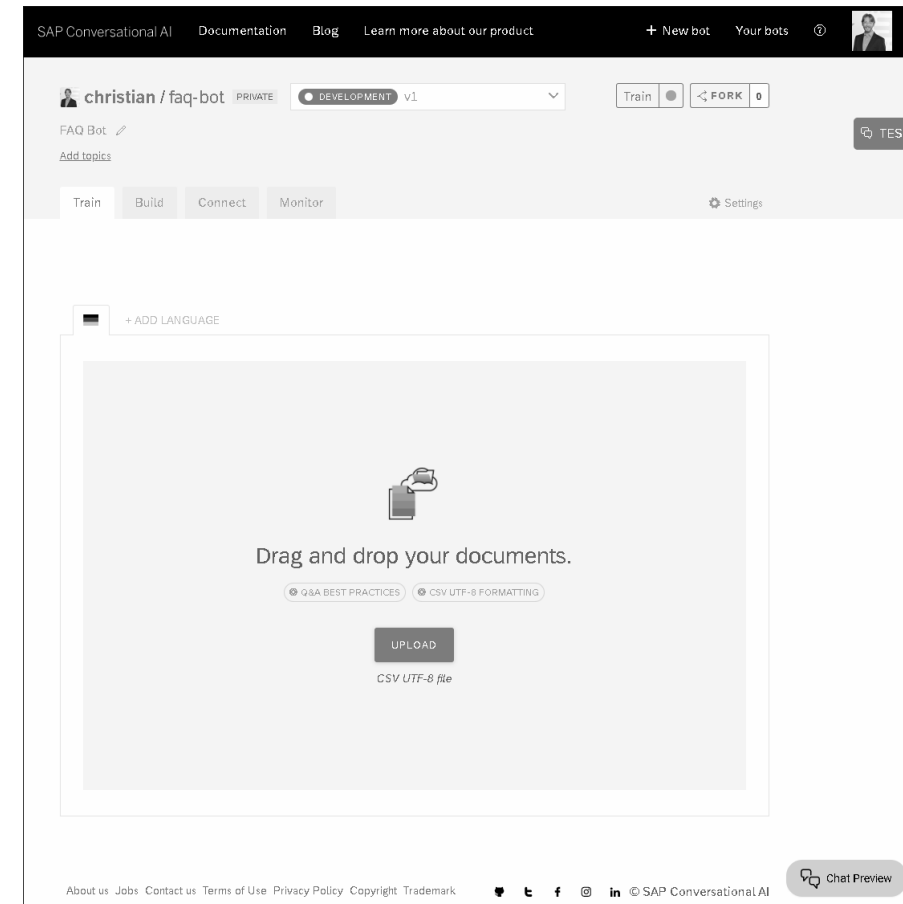 SAP Conversational AI Documentation Blog Learn more about our product + New bot Your bots
christian / faq-bot PRIVATE DEVELOPMENT v1 Train FORK 0
FAQ Bot
TES
Add topics
Train Build Connect Monitor Settings
+ ADD LANGUAGE
Drag and drop your documents.
Q&A BEST PRACTICES CSV UTF-8 FORMATTING
UPLOAD
CSV UTF-8 file
Chat Preview
About us Jobs Contact us Terms of Use Privacy Policy Copyright Trademark © SAP Conversational AI